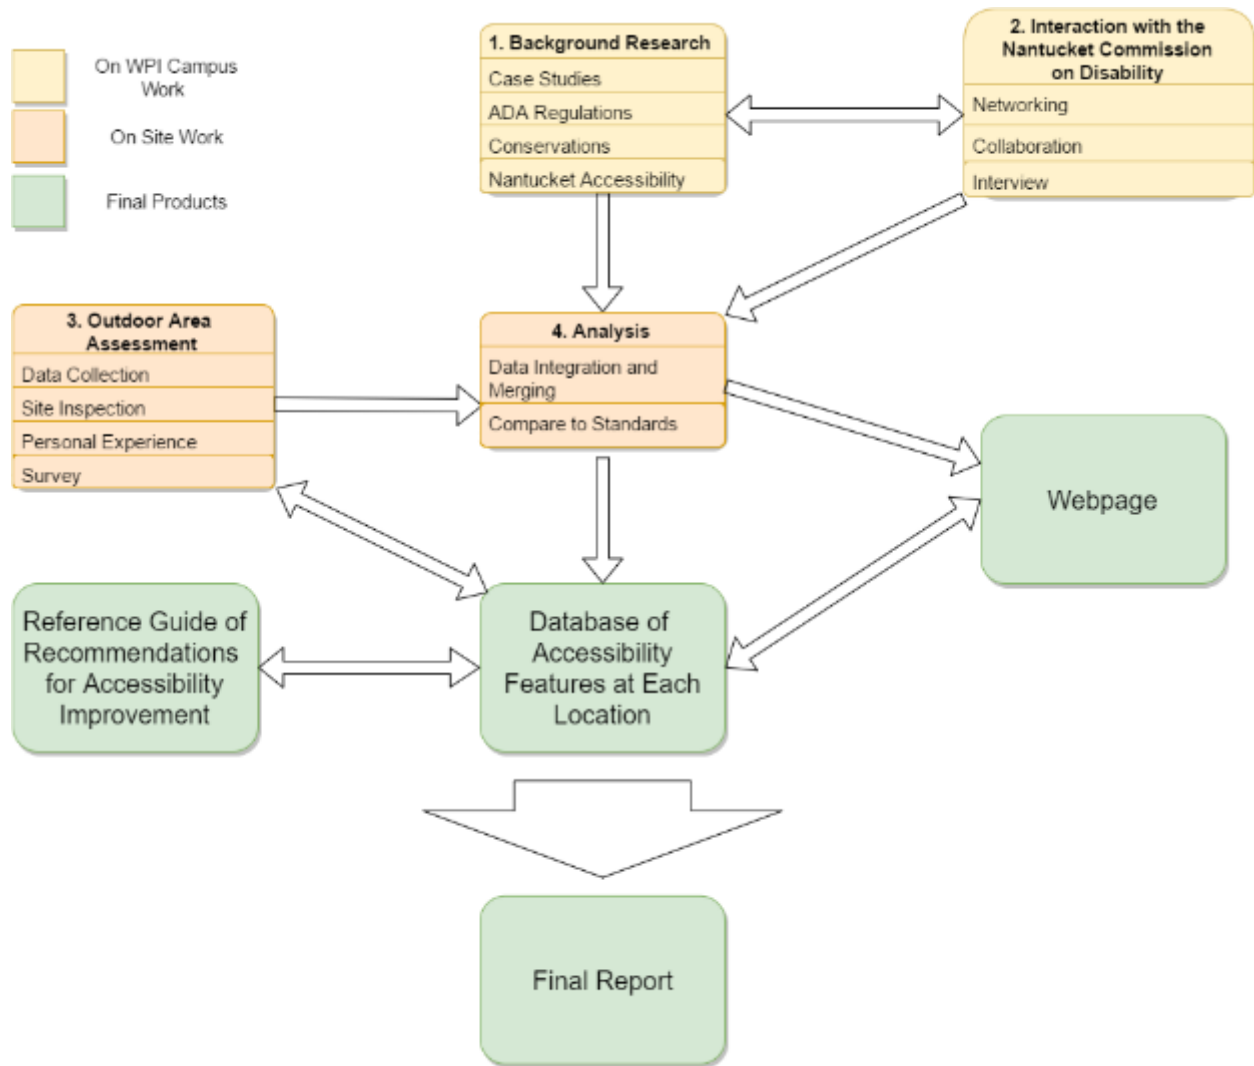 On WPI Campus
Work
On Site Work
Final Products
1. Background Research
Case Studies
ADA Regulations
Conservations
Nantucket Accessibility
2. Interaction with the
Nantucket Commission
on Disability
Networking
Collaboration
Interview
3. Outdoor Area
Assessment
Data Collection
Site Inspection
Personal Experience
Survey
4. Analysis
Data Integration and
Merging
Compare to Standards
Webpage
Reference Guide of
Recommendations
for Accessibility
Improvement
Database of
Accessibility
Features at Each
Location
Final Report